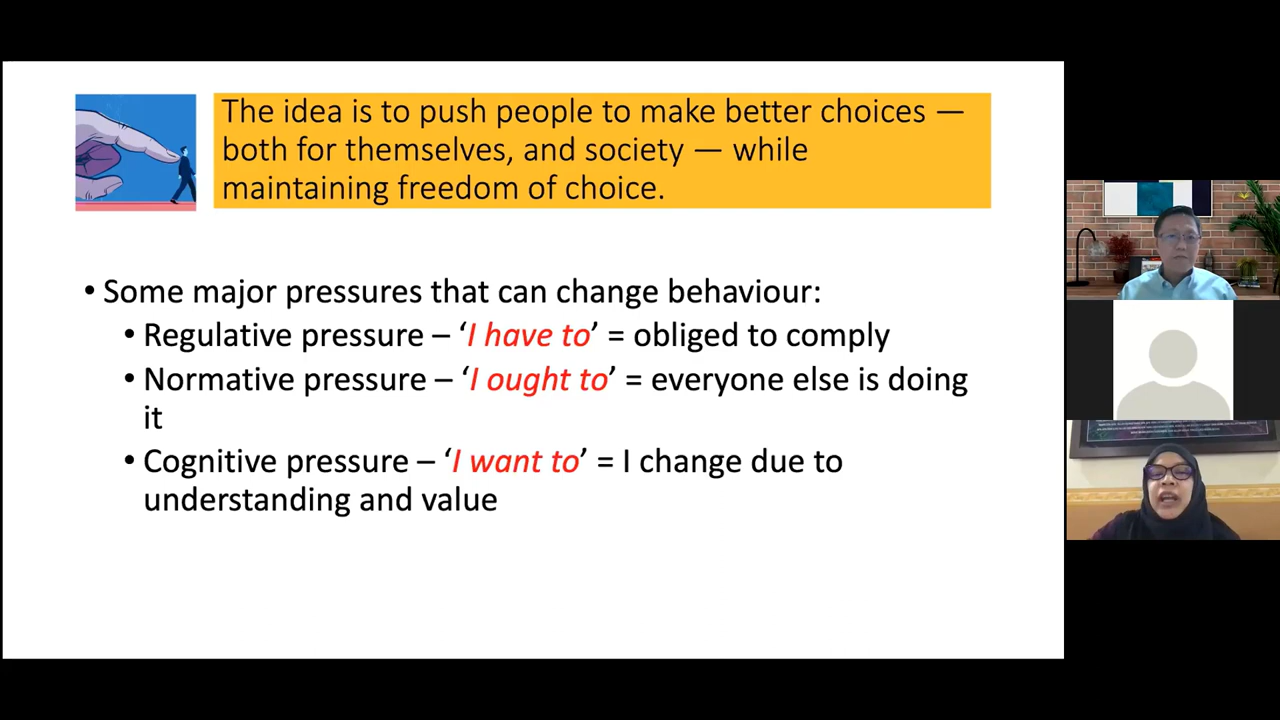 The idea is to push people to make better choices —
both for themselves, and society — while
maintaining freedom of choice.
• Some major pressures that can change behaviour:
• Regulative pressure – ‘I have to’ = obliged to comply
• Normative pressure – ‘I ought to’ = everyone else is doing
it
• Cognitive pressure – ‘I want to’ = I change due to
understanding and value